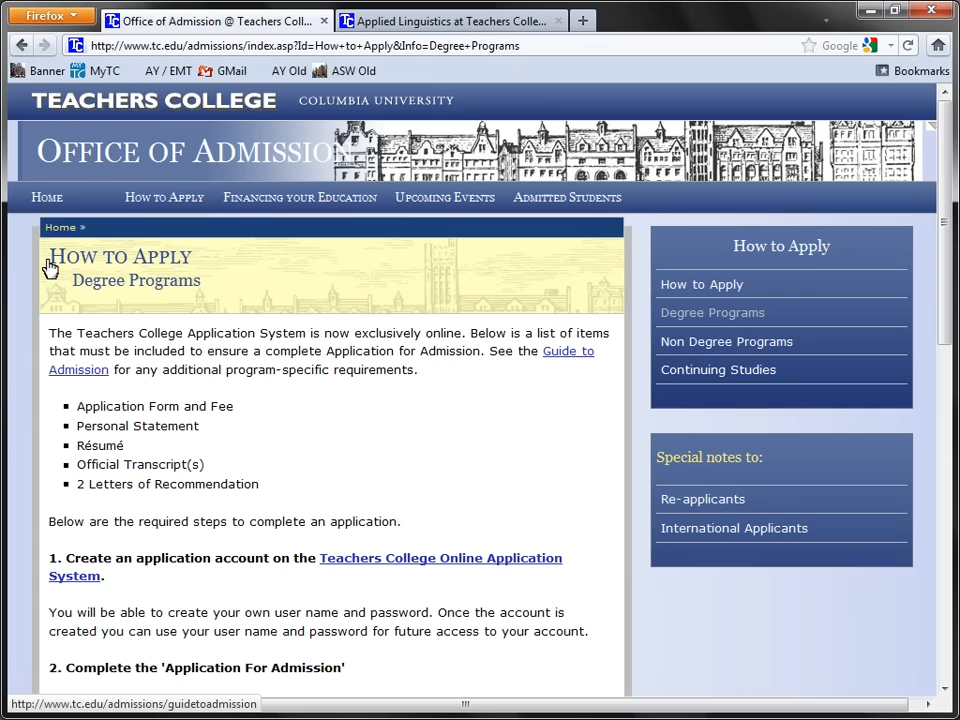 Firefox
Office of Admission @ Teachers Coll...
Applied Linguistics at Teachers Colle...
http://www.tc.edu/admissions/index.asp?Id=How+to+Apply&Info=Degree+Programs
Google
Banner MyTC AY / EMT GMail AY Old ASW Old Bookmarks
TEACHERS COLLEGE COLUMBIA UNIVERSITY
OFFICE OF ADMISSION
HOME HOW TO APPLY FINANCING YOUR EDUCATION UPCOMING EVENTS ADMITTED STUDENTS
Home »
HOW TO APPLY
Degree Programs
The Teachers College Application System is now exclusively online. Below is a list of items
that must be included to ensure a complete Application for Admission. See the Guide to
Admission for any additional program-specific requirements.
Application Form and Fee
Personal Statement
Résumé
Official Transcript(s)
2 Letters of Recommendation
Below are the required steps to complete an application.
1. Create an application account on the Teachers College Online Application
System.
You will be able to create your own user name and password. Once the account is
created you can use your user name and password for future access to your account.
2. Complete the 'Application For Admission'
How to Apply
How to Apply
Degree Programs
Non Degree Programs
Continuing Studies
Special notes to:
Re-applicants
International Applicants
http://www.tc.edu/admissions/guidetoadmission